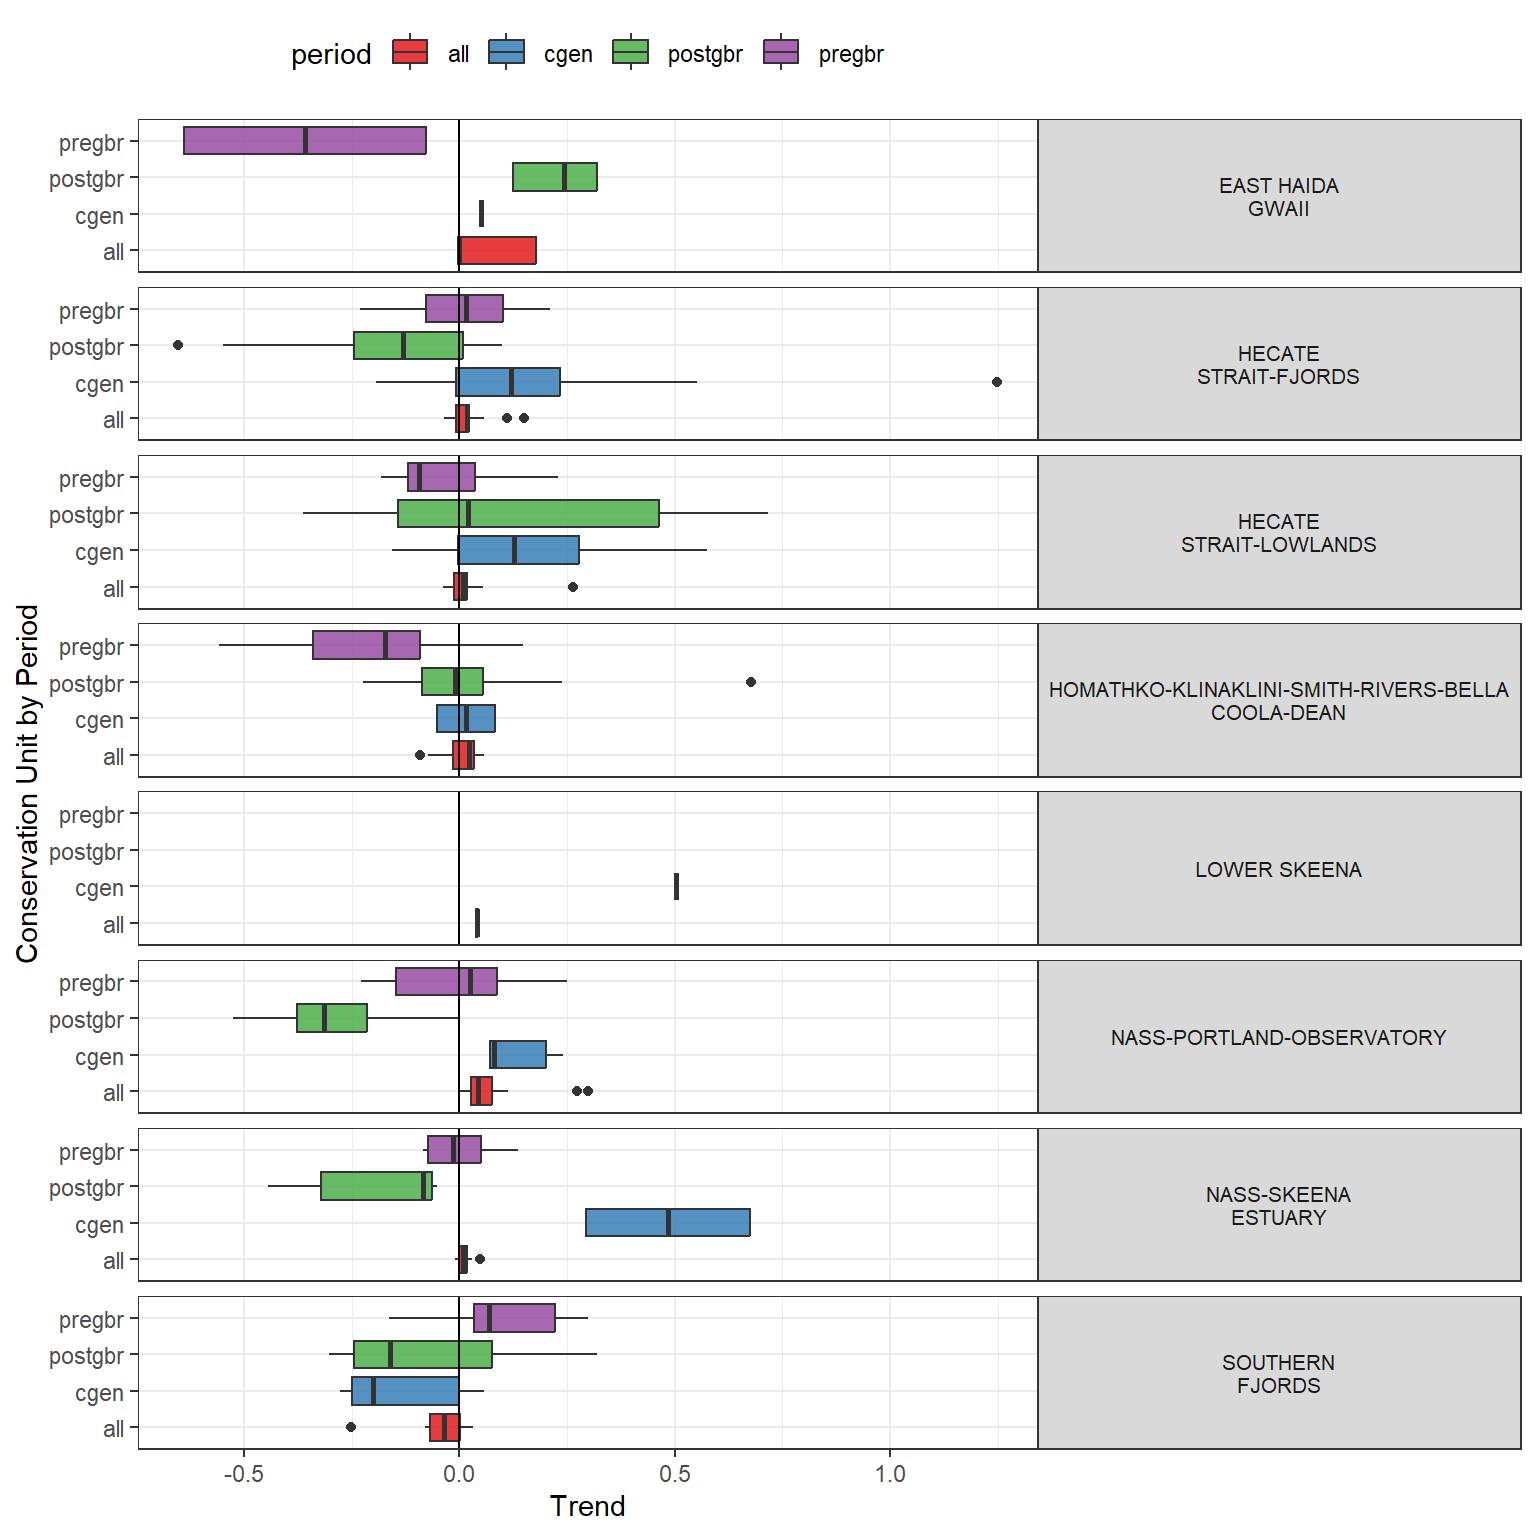 period all cgen postgbr pregbr
pregbr
postgbr
cgen
all
EAST HAIDA
GWAII
pregbr
postgbr
cgen
all
HECATE
STRAIT-FJORDS
pregbr
postgbr
cgen
all
HECATE
STRAIT-LOWLANDS
pregbr
postgbr
cgen
all
HOMATHKO-KLINAKLINI-SMITH-RIVERS-BELLA
COOLA-DEAN
pregbr
postgbr
cgen
all
LOWER SKEENA
pregbr
postgbr
cgen
all
NASS-PORTLAND-OBSERVATORY
pregbr
postgbr
cgen
all
NASS-SKEENA
ESTUARY
pregbr
postgbr
cgen
all
SOUTHERN
FJORDS
-0.5 0.0 0.5 1.0
Trend
Conservation Unit by Period